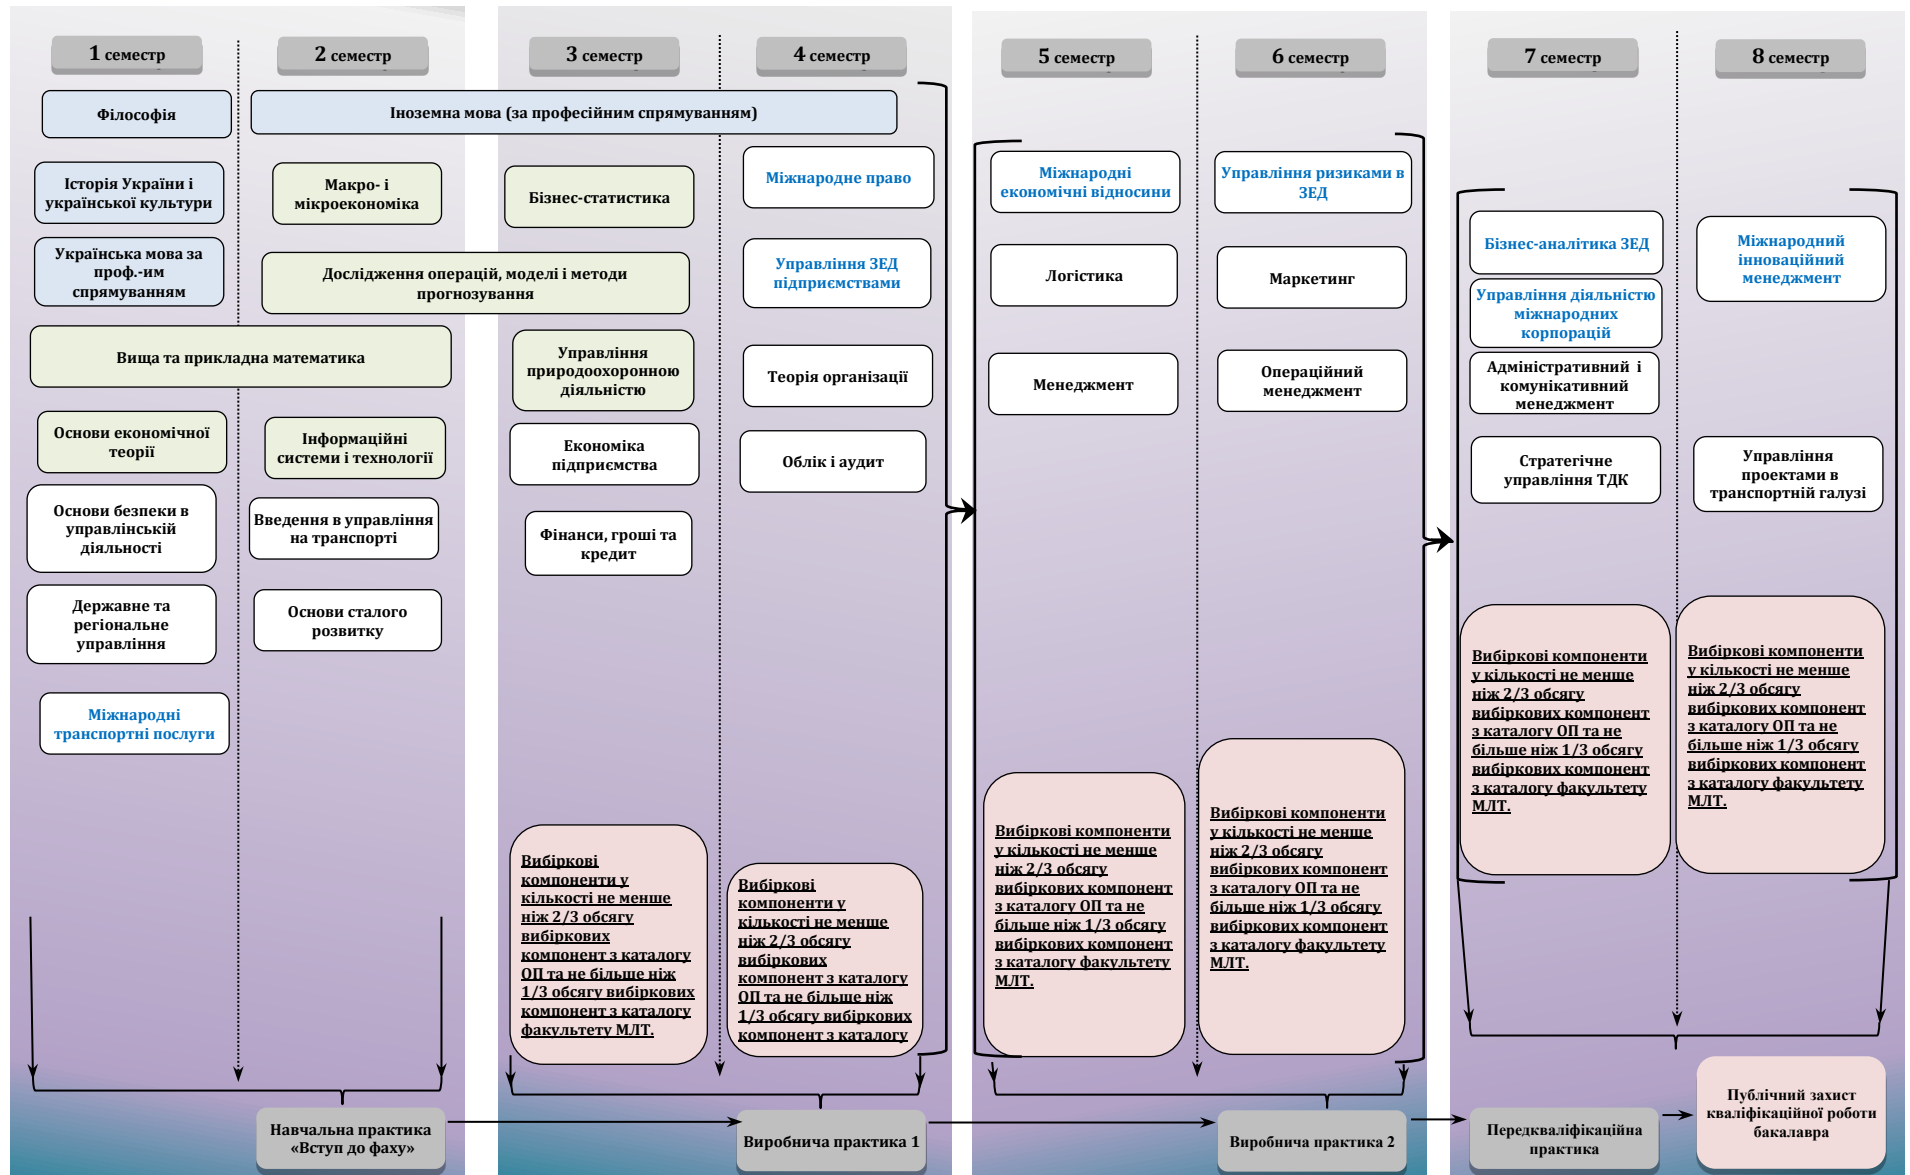 1 семестр
2 семестр
3 семестр
4 семестр
5 семестр
6 семестр
7 семестр
8 семестр
Філософія
Іноземна мова (за професійним спрямуванням)
Історія України і
української культури
Українська мова за
проф.-им
спрямуванням
Вища та прикладна математика
Основи економічної
теорії
Основи безпеки в
управлінській
діяльності
Державне та
регіональне
управління
Міжнародні
транспортні послуги
Макро- і
мікроекономіка
Дослідження операцій, моделі і методи
прогнозування
Інформаційні
системи і технології
Введення в управління
на транспорті
Основи сталого
розвитку
Бізнес-статистика
Управління
природоохоронною
діяльністю
Економіка
підприємства
Фінанси, гроші та
кредит
Вибіркові
компоненти у
кількості не менше
ніж 2/3 обсягу
вибіркових
компонент з каталогу
ОП та не більше ніж
1/3 обсягу вибіркових
компонент з каталогу
факультету МЛТ.
Міжнародне право
Управління ЗЕД
підприємствами
Теорія організації
Облік і аудит
Вибіркові
компоненти у
кількості не менше
ніж 2/3 обсягу
вибіркових
компонент з каталогу
ОП та не більше ніж
1/3 обсягу вибіркових
компонент з каталогу
Міжнародні
економічні відносини
Логістика
Менеджмент
Вибіркові компоненти
у кількості не менше
ніж 2/3 обсягу
вибіркових компонент
з каталогу ОП та не
більше ніж 1/3 обсягу
вибіркових компонент
з каталогу факультету
МЛТ.
Управління ризиками в
ЗЕД
Маркетинг
Операційний
менеджмент
Вибіркові компоненти
у кількості не менше
ніж 2/3 обсягу
вибіркових компонент
з каталогу ОП та не
більше ніж 1/3 обсягу
вибіркових компонент
з каталогу факультету
МЛТ.
Бізнес-аналітика ЗЕД
Управління діяльністю
міжнародних
корпорацій
Адміністративний і
комунікативний
менеджмент
Стратегічне
управління ТДК
Вибіркові компоненти
у кількості не менше
ніж 2/3 обсягу
вибіркових компонент
з каталогу ОП та не
більше ніж 1/3 обсягу
вибіркових компонент
з каталогу факультету
МЛТ.
Міжнародний
інноваційний
менеджмент
Управління
проектами в
транспортній галузі
Вибіркові компоненти
у кількості не менше
ніж 2/3 обсягу
вибіркових компонент
з каталогу ОП та не
більше ніж 1/3 обсягу
вибіркових компонент
з каталогу факультету
МЛТ.
Навчальна практика
«Вступ до фаху»
Виробнича практика 1
Виробнича практика 2
Передкваліфікаційна
практика
Публічний захист
кваліфікаційної роботи
бакалавра